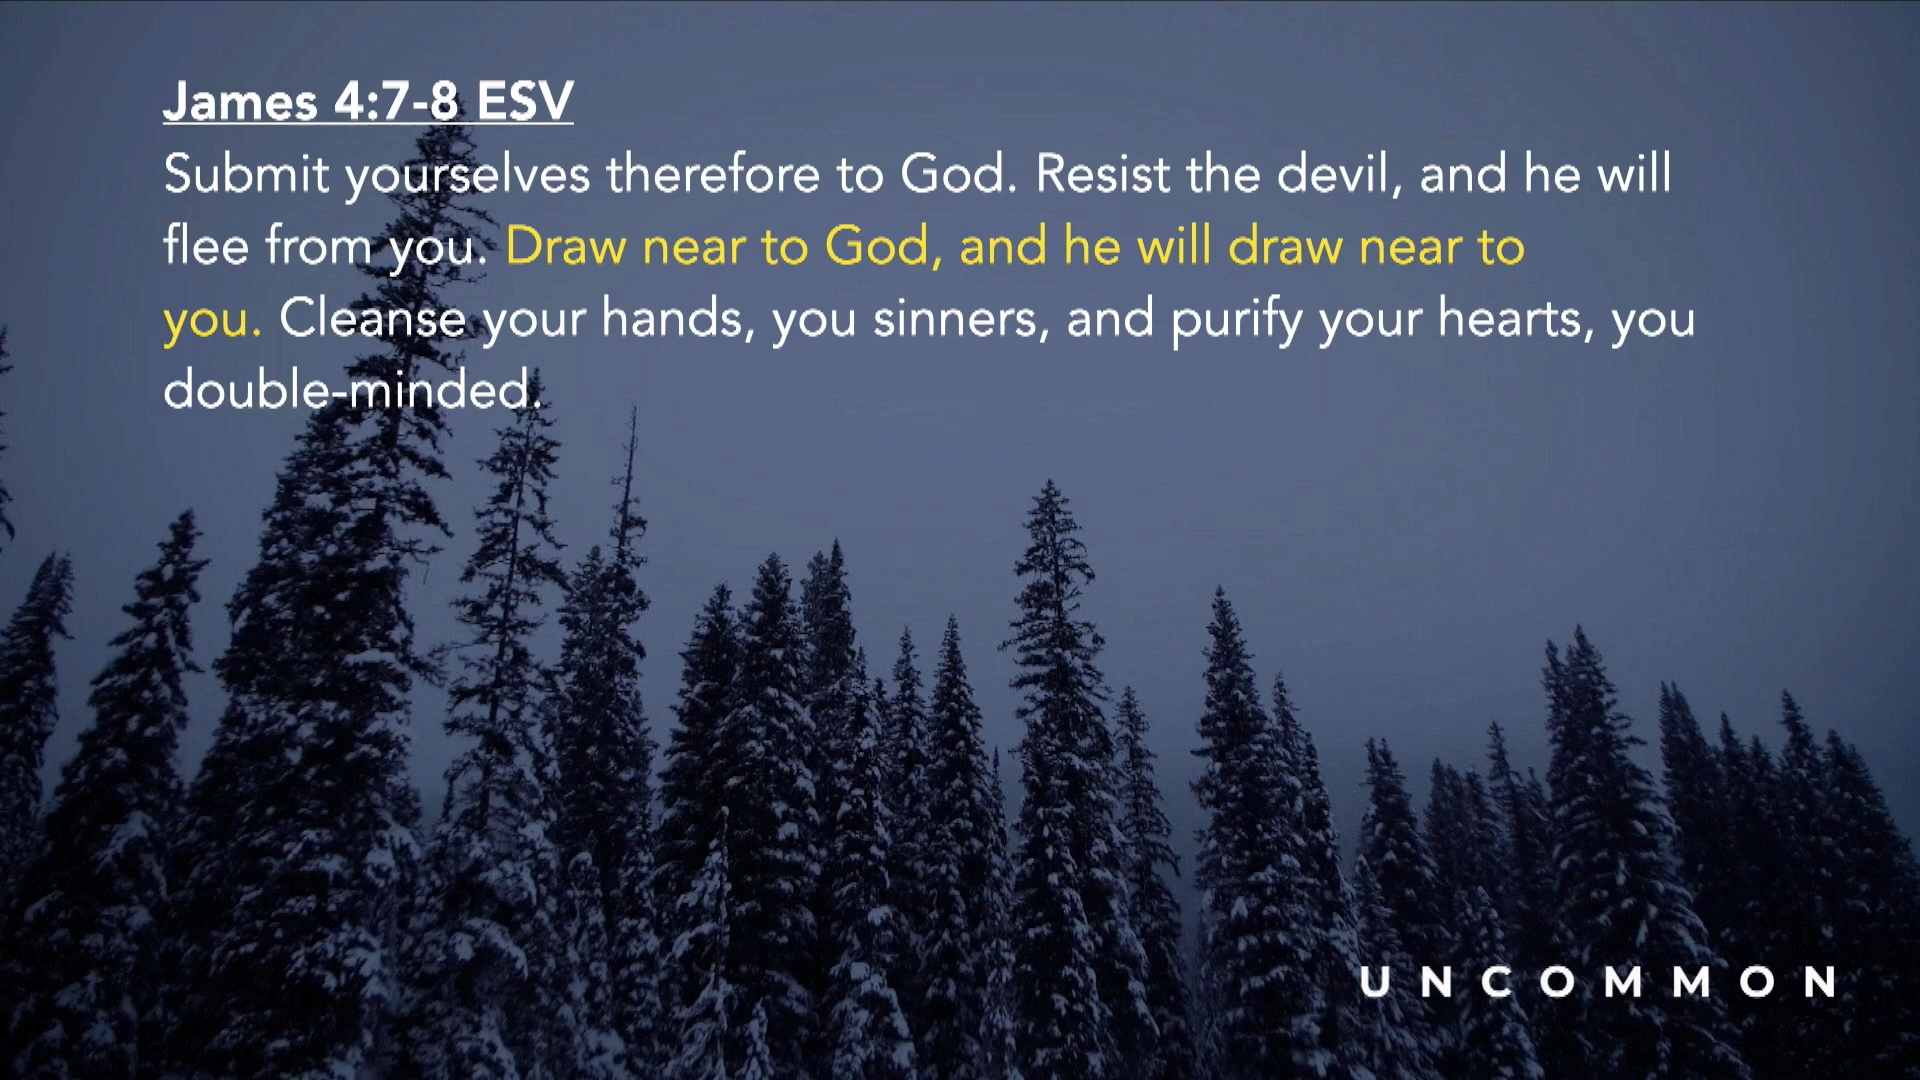 James 4:7-8 ESV
Submit yourselves therefore to God. Resist the devil, and he will
flee from you. Draw near to God, and he will draw near to
you. Cleanse your hands, you sinners, and purify your hearts, you
double-minded.
UNCOMMON